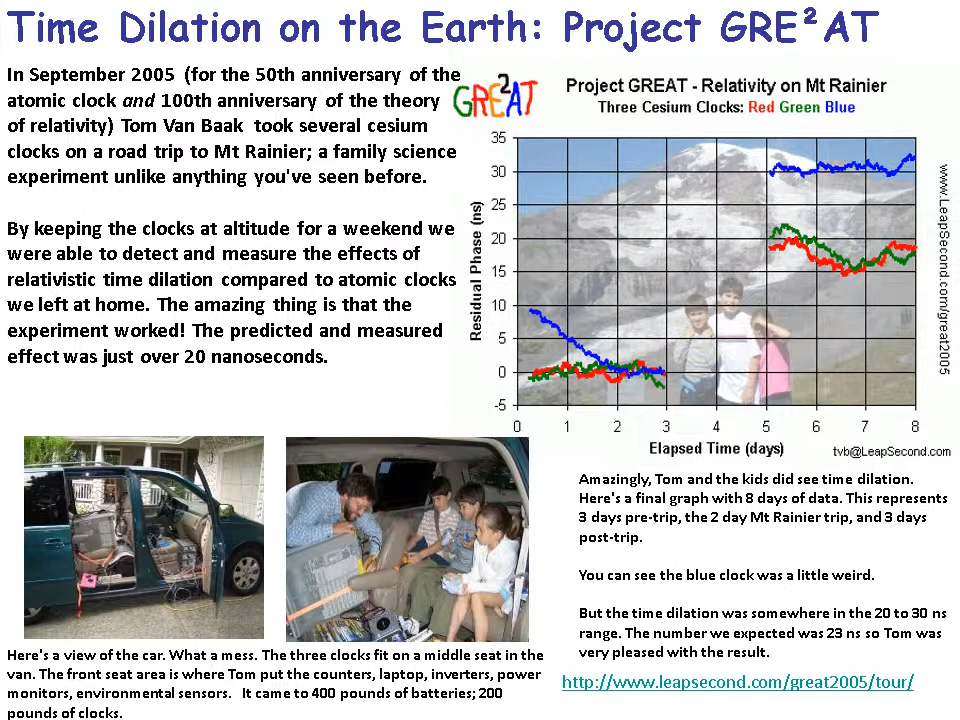 Time Dilation on the Earth: Project GRE²AT
In September 2005 (for the 50th anniversary of the
atomic clock and 100th anniversary of the theory
of relativity) Tom Van Baak took several cesium
clocks on a road trip to Mt Rainier; a family science
experiment unlike anything you've seen before.
By keeping the clocks at altitude for a weekend we
were able to detect and measure the effects of
relativistic time dilation compared to atomic clocks
we left at home. The amazing thing is that the
experiment worked! The predicted and measured
effect was just over 20 nanoseconds.
GRE²AT
Project GREAT - Relativity on Mt Rainier
Three Cesium Clocks: Red Green Blue
Residual Phase (ns)
35
30
25
20
15
10
5
0
-5
0 1 2 3 4 5 6 7 8
Elapsed Time (days)
tvb@LeapSecond.com
www.LeapSecond.com/great2005
Amazingly, Tom and the kids did see time dilation.
Here's a final graph with 8 days of data. This represents
3 days pre-trip, the 2 day Mt Rainier trip, and 3 days
post-trip.
You can see the blue clock was a little weird.
But the time dilation was somewhere in the 20 to 30 ns
range. The number we expected was 23 ns so Tom was
very pleased with the result.
http://www.leapsecond.com/great2005/tour/
Here's a view of the car. What a mess. The three clocks fit on a middle seat in the
van. The front seat area is where Tom put the counters, laptop, inverters, power
monitors, environmental sensors. It came to 400 pounds of batteries; 200
pounds of clocks.